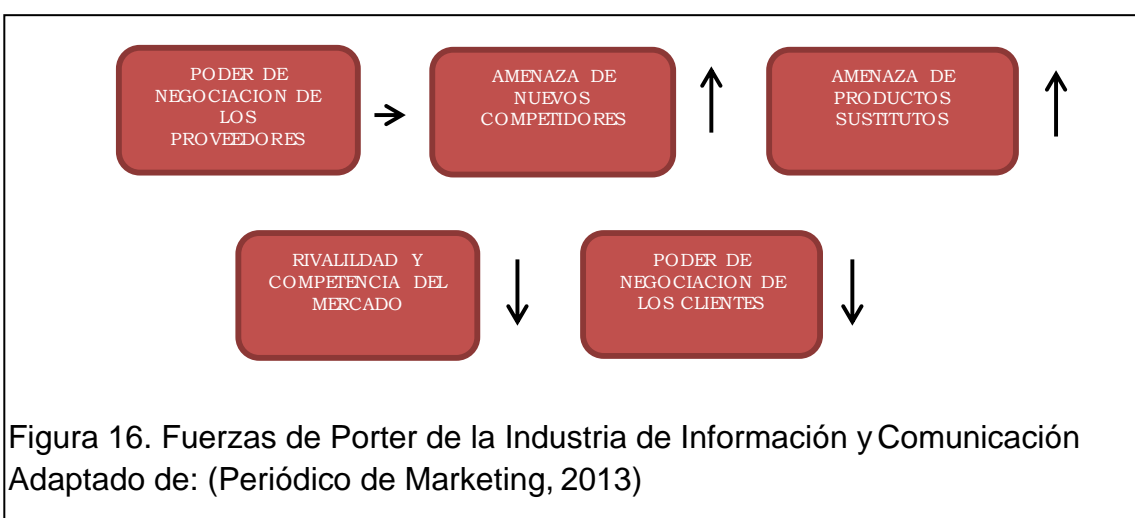 PODER DE
NEGOCIACION DE
LOS
PROVEEDORES
AMENAZA DE
NUEVOS
COMPETIDORES
AMENAZA DE
PRODUCTOS
SUSTITUTOS
RIVALILDAD Y
COMPETENCIA DEL
MERCADO
PODER DE
NEGOCIACION DE
LOS CLIENTES
Figura 16. Fuerzas de Porter de la Industria de Información y Comunicación
Adaptado de: (Periódico de Marketing, 2013)